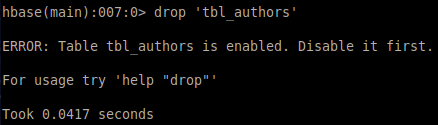 hbase(main):007:0> drop 'tbl_authors'
ERROR: Table tbl_authors is enabled. Disable it first.
For usage try 'help "drop"'
Took 0.0417 seconds